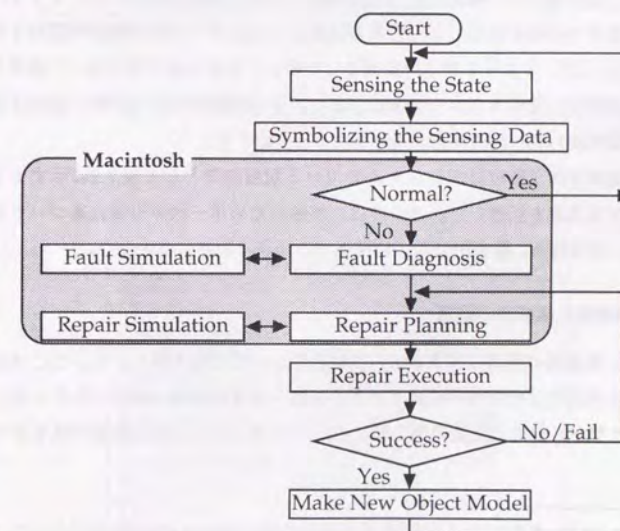 Start
Sensing the State
Symbolizing the Sensing Data
Macintosh
Normal?
Yes
No
Fault Simulation
Fault Diagnosis
Repair Simulation
Repair Planning
Repair Execution
Success?
No/Fail
Yes
Make New Object Model